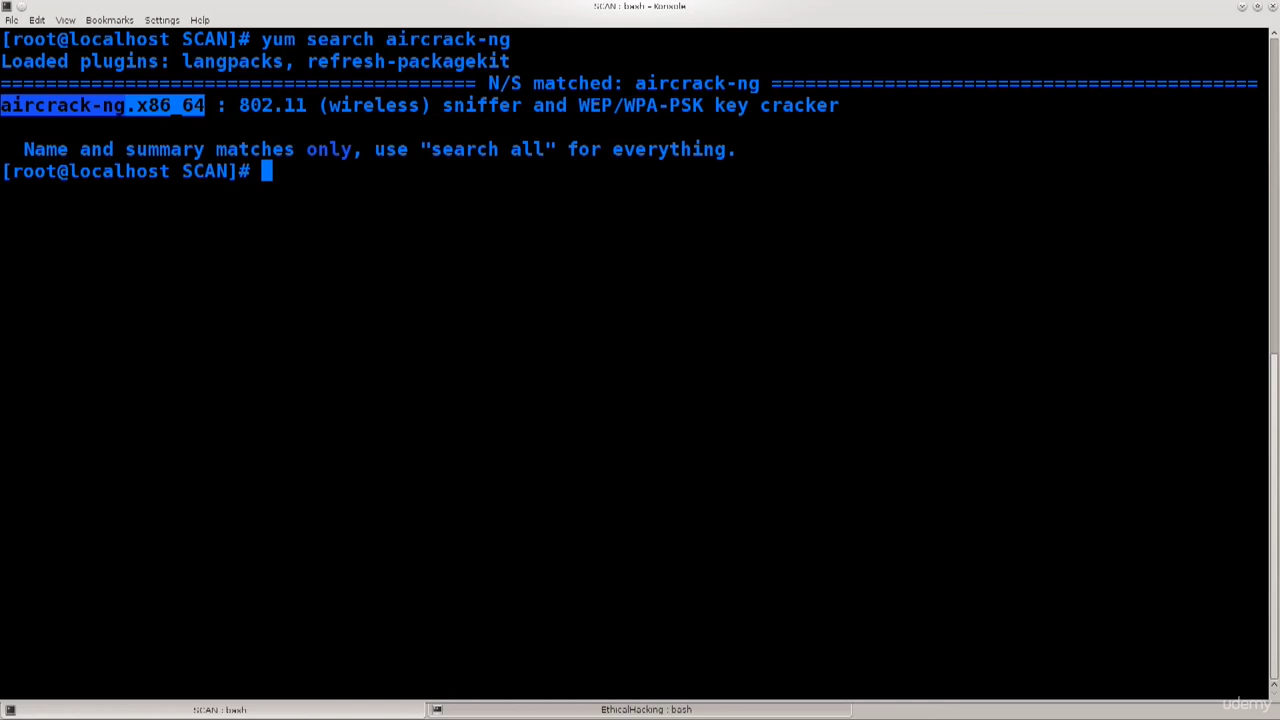 SCAN : bash – Konsole
File Edit View Bookmarks Settings Help
[root@localhost SCAN]# yum search aircrack-ng
Loaded plugins: langpacks, refresh-packagekit
========================================== N/S matched: aircrack-ng ===========================================
aircrack-ng.x86_64 : 802.11 (wireless) sniffer and WEP/WPA-PSK key cracker
  Name and summary matches only, use "search all" for everything.
[root@localhost SCAN]#
udemy
SCAN : bash EthicalHacking : bash